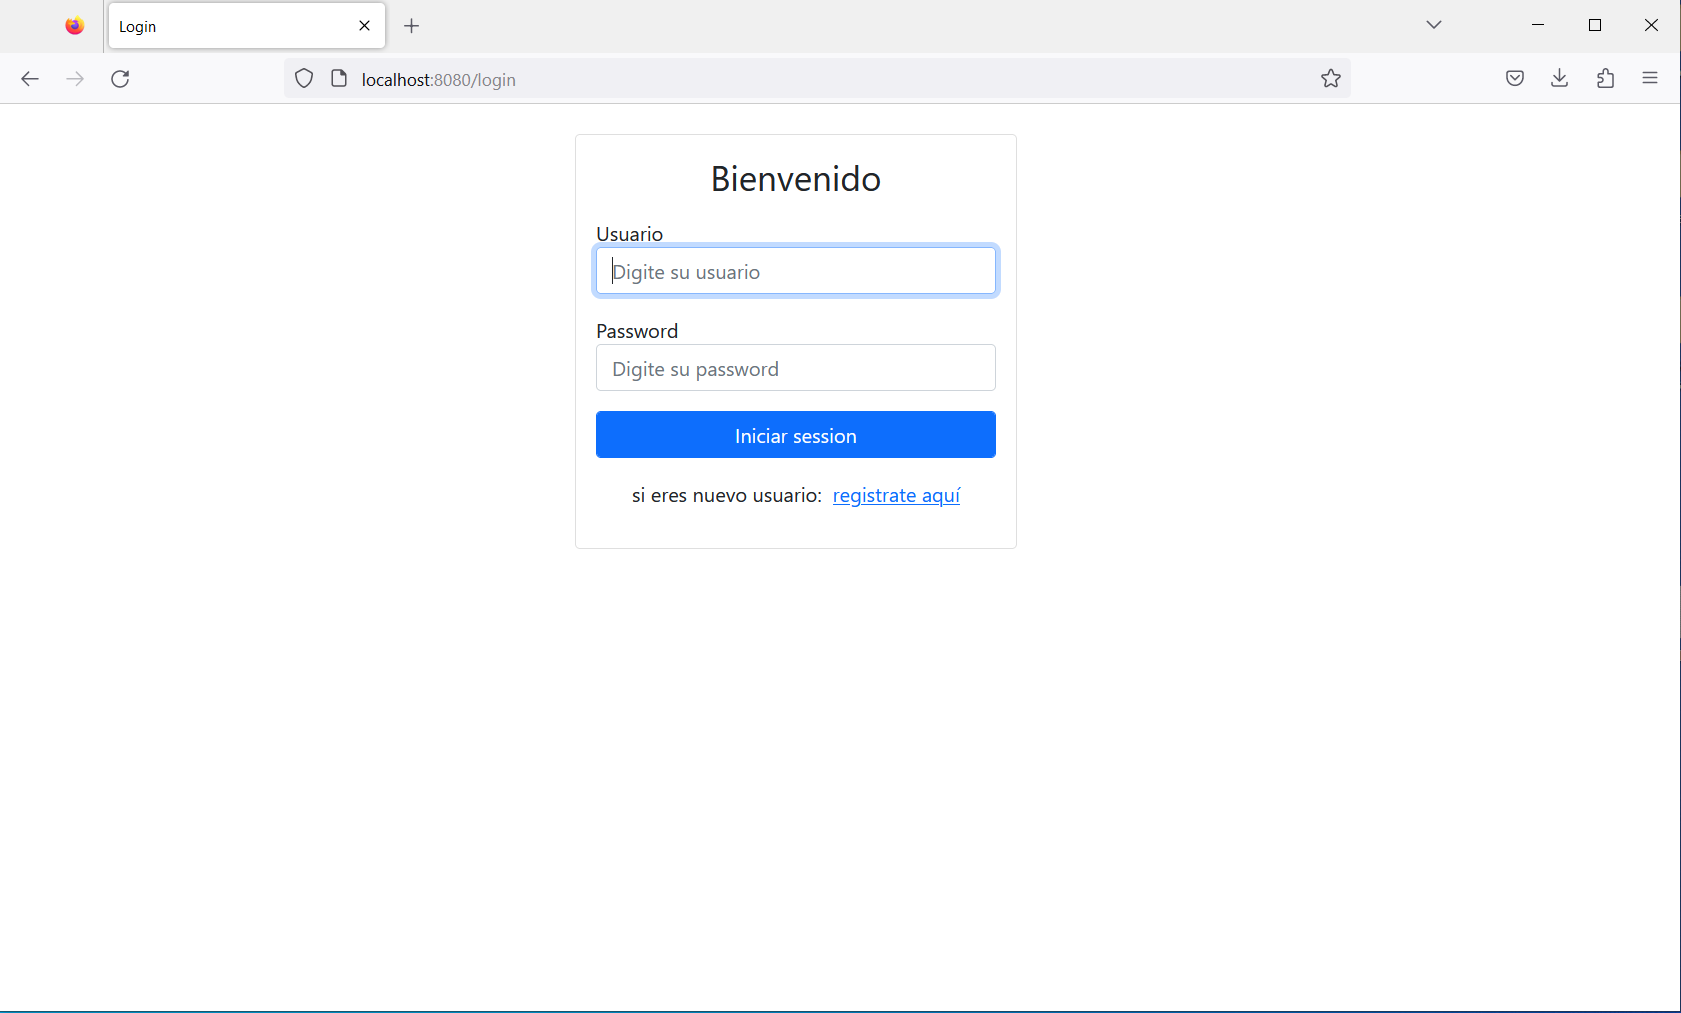 Login
localhost:8080/login
Bienvenido
Usuario
Digite su usuario
Password
Digite su password
Iniciar session
si eres nuevo usuario: registrate aquí